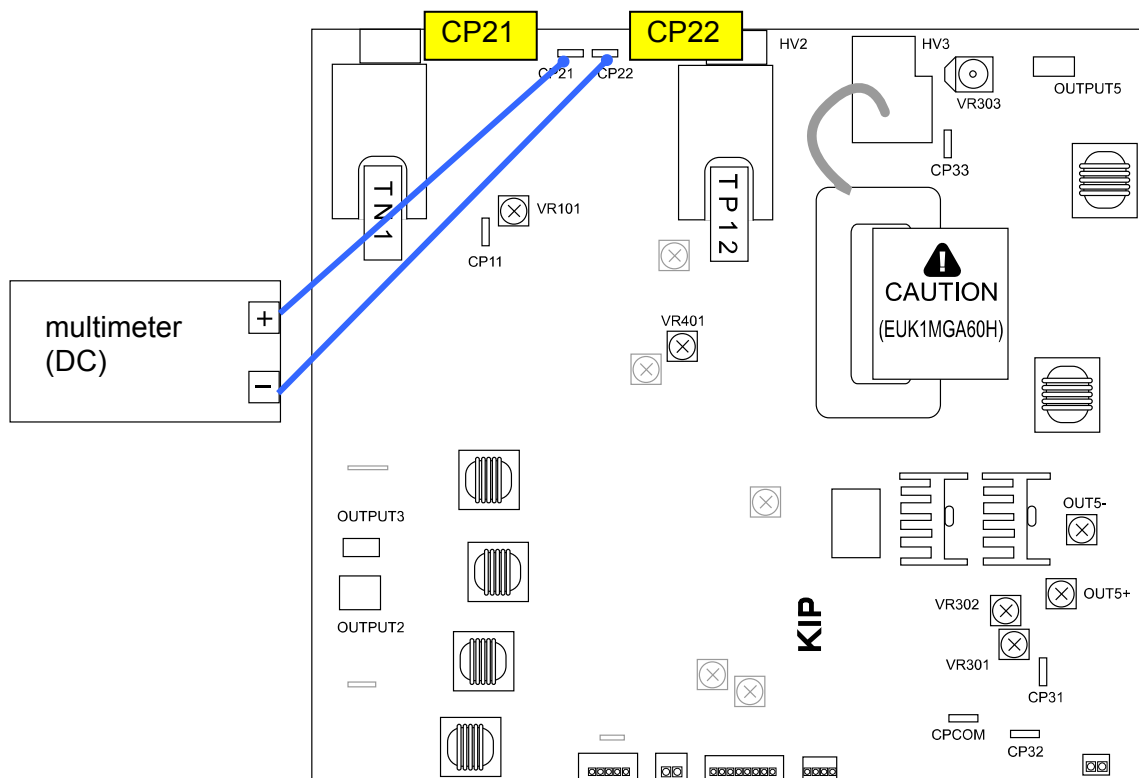 CP21
CP22
HV2
HV3
CP21
CP22
VR303
OUTPUT5
CP33
TN1
TP12
VR101
CP11
!
CAUTION
(EUK1MGA60H)
multimeter
(DC)
+
−
VR401
OUTPUT3
OUTPUT2
OUT5-
OUT5+
VR302
VR301
KIP
CP31
CPCOM
CP32